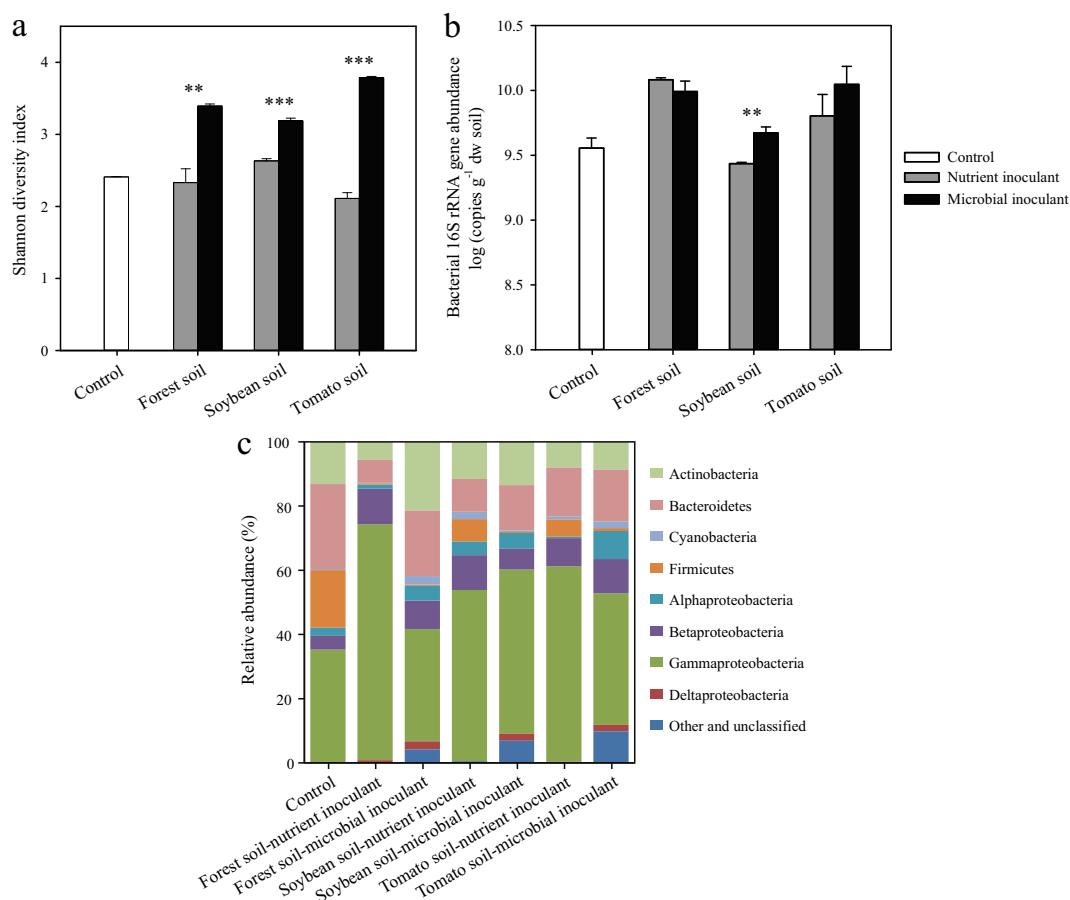 a
Shannon diversity index
4
3
2
1
0
**
***
***
Control
Forest soil
Soybean soil
Tomato soil
b
Bacterial 16S rRNA gene abundance
log (copies g⁻¹ dw soil)
10.5
10.0
9.5
9.0
8.5
8.0
**
Control
Forest soil
Soybean soil
Tomato soil
Control
Nutrient inoculant
Microbial inoculant
c
Relative abundance (%)
100
80
60
40
20
0
Control
Forest soil-nutrient inoculant
Forest soil-microbial inoculant
Soybean soil-nutrient inoculant
Soybean soil-microbial inoculant
Tomato soil-nutrient inoculant
Tomato soil-microbial inoculant
Actinobacteria
Bacteroidetes
Cyanobacteria
Firmicutes
Alphaproteobacteria
Betaproteobacteria
Gammaproteobacteria
Deltaproteobacteria
Other and unclassified